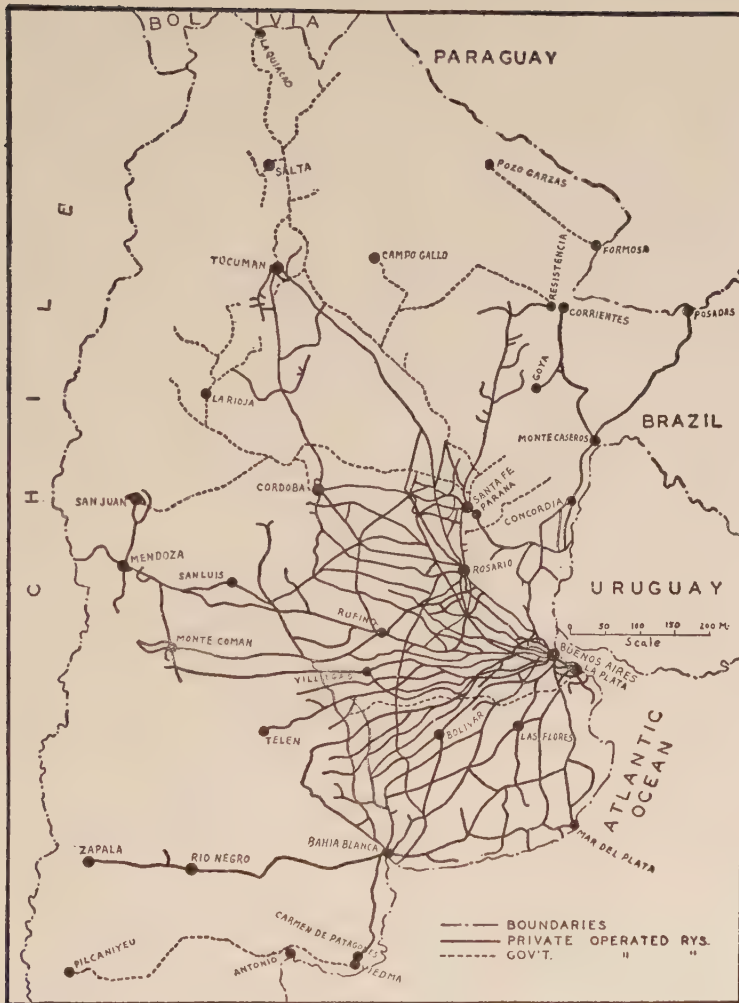 BOLIVIA
LA QUIACAO
PARAGUAY
SALTA
POZO GARZAS
CHILE
FORMOSA
TUCUMAN
CAMPO GALLO
RESISTENCIA
CORRIENTES
POSADAS
LA RIOJA
GOYA
BRAZIL
MONTE CASEROS
CORDOBA
SAN JUAN
SANTA FE
PARANA
CONCORDIA
MENDOZA
SAN LUIS
ROSARIO
URUGUAY
RUFINO
0 50 100 150 200 M.
Scale
MONTE COMAN
BUENOS AIRES
LA PLATA
VILLEGAS
TELEN
BOLIVAR
LAS FLORES
ATLANTIC
OCEAN
MAR DEL PLATA
BAHIA BLANCA
ZAPALA
RIO NEGRO
CARMEN DE PATAGONES
PILCANIYEU
ANTONIO
VIEDMA
BOUNDARIES
PRIVATE OPERATED RYS.
GOV'T. " "